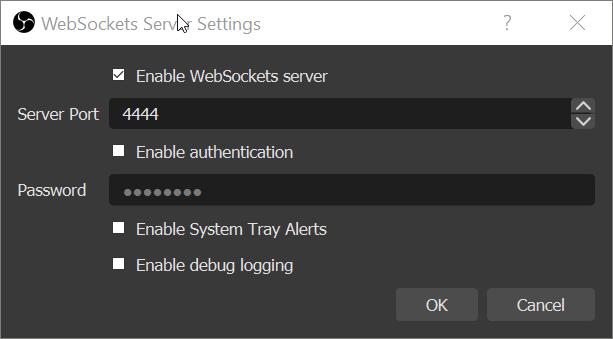 WebSockets Server Settings
Enable WebSockets server
Server Port 4444
Enable authentication
Password ●●●●●●●●
Enable System Tray Alerts
Enable debug logging
OK Cancel